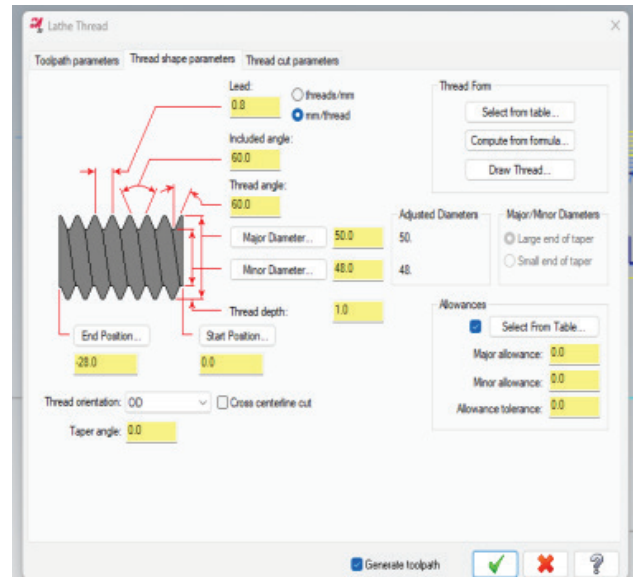 Lathe Thread
Toolpath parameters Thread shape parameters Thread cut parameters
Lead:
0.8
threads/mm
mm/thread
Included angle:
60.0
Thread angle:
60.0
Major Diameter... 50.0
Minor Diameter... 48.0
Thread depth: 1.0
End Position... Start Position...
-28.0 0.0
Thread orientation: OD Cross centerline cut
Taper angle: 0.0
Thread Form
Select from table...
Compute from formula...
Draw Thread...
Adjusted Diameters
50.
48.
Major/Minor Diameters
Large end of taper
Small end of taper
Allowances
Select From Table...
Major allowance: 0.0
Minor allowance: 0.0
Allowance tolerance: 0.0
Generate toolpath